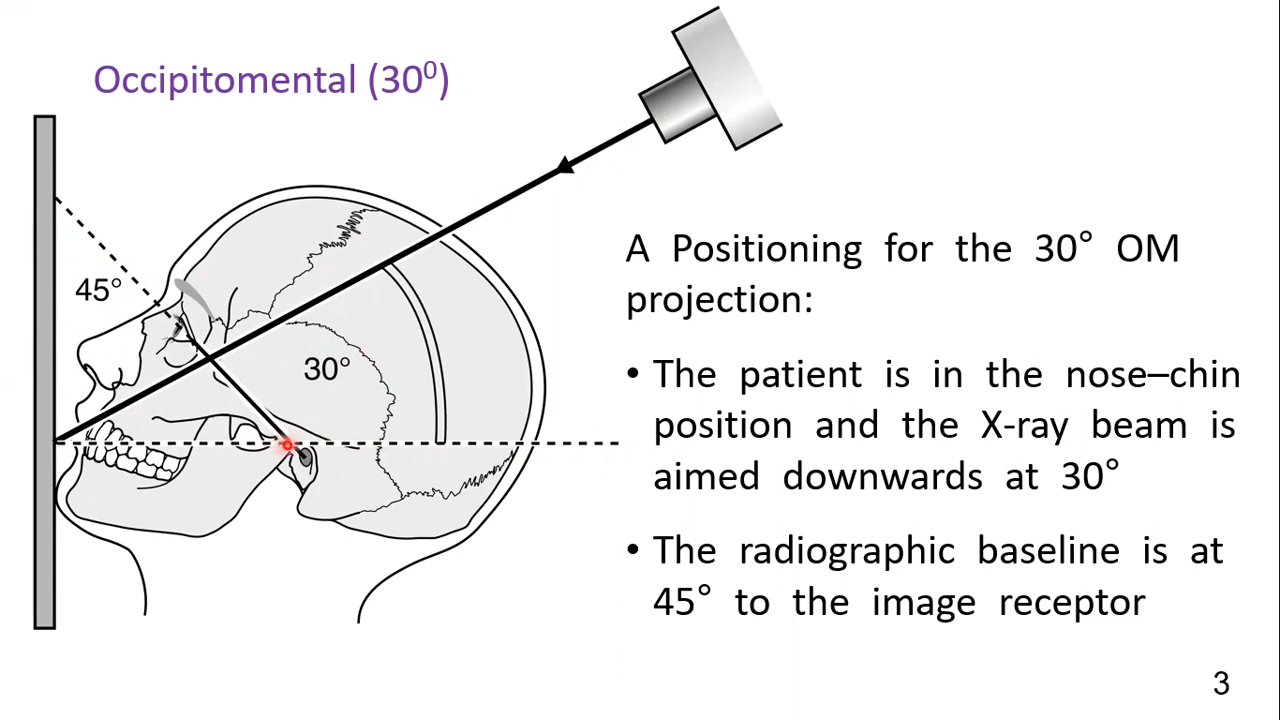 Occipitomental (30⁰)
45°
30°
A Positioning for the 30° OM
projection:
• The patient is in the nose–chin
position and the X-ray beam is
aimed downwards at 30°
• The radiographic baseline is at
45° to the image receptor
3